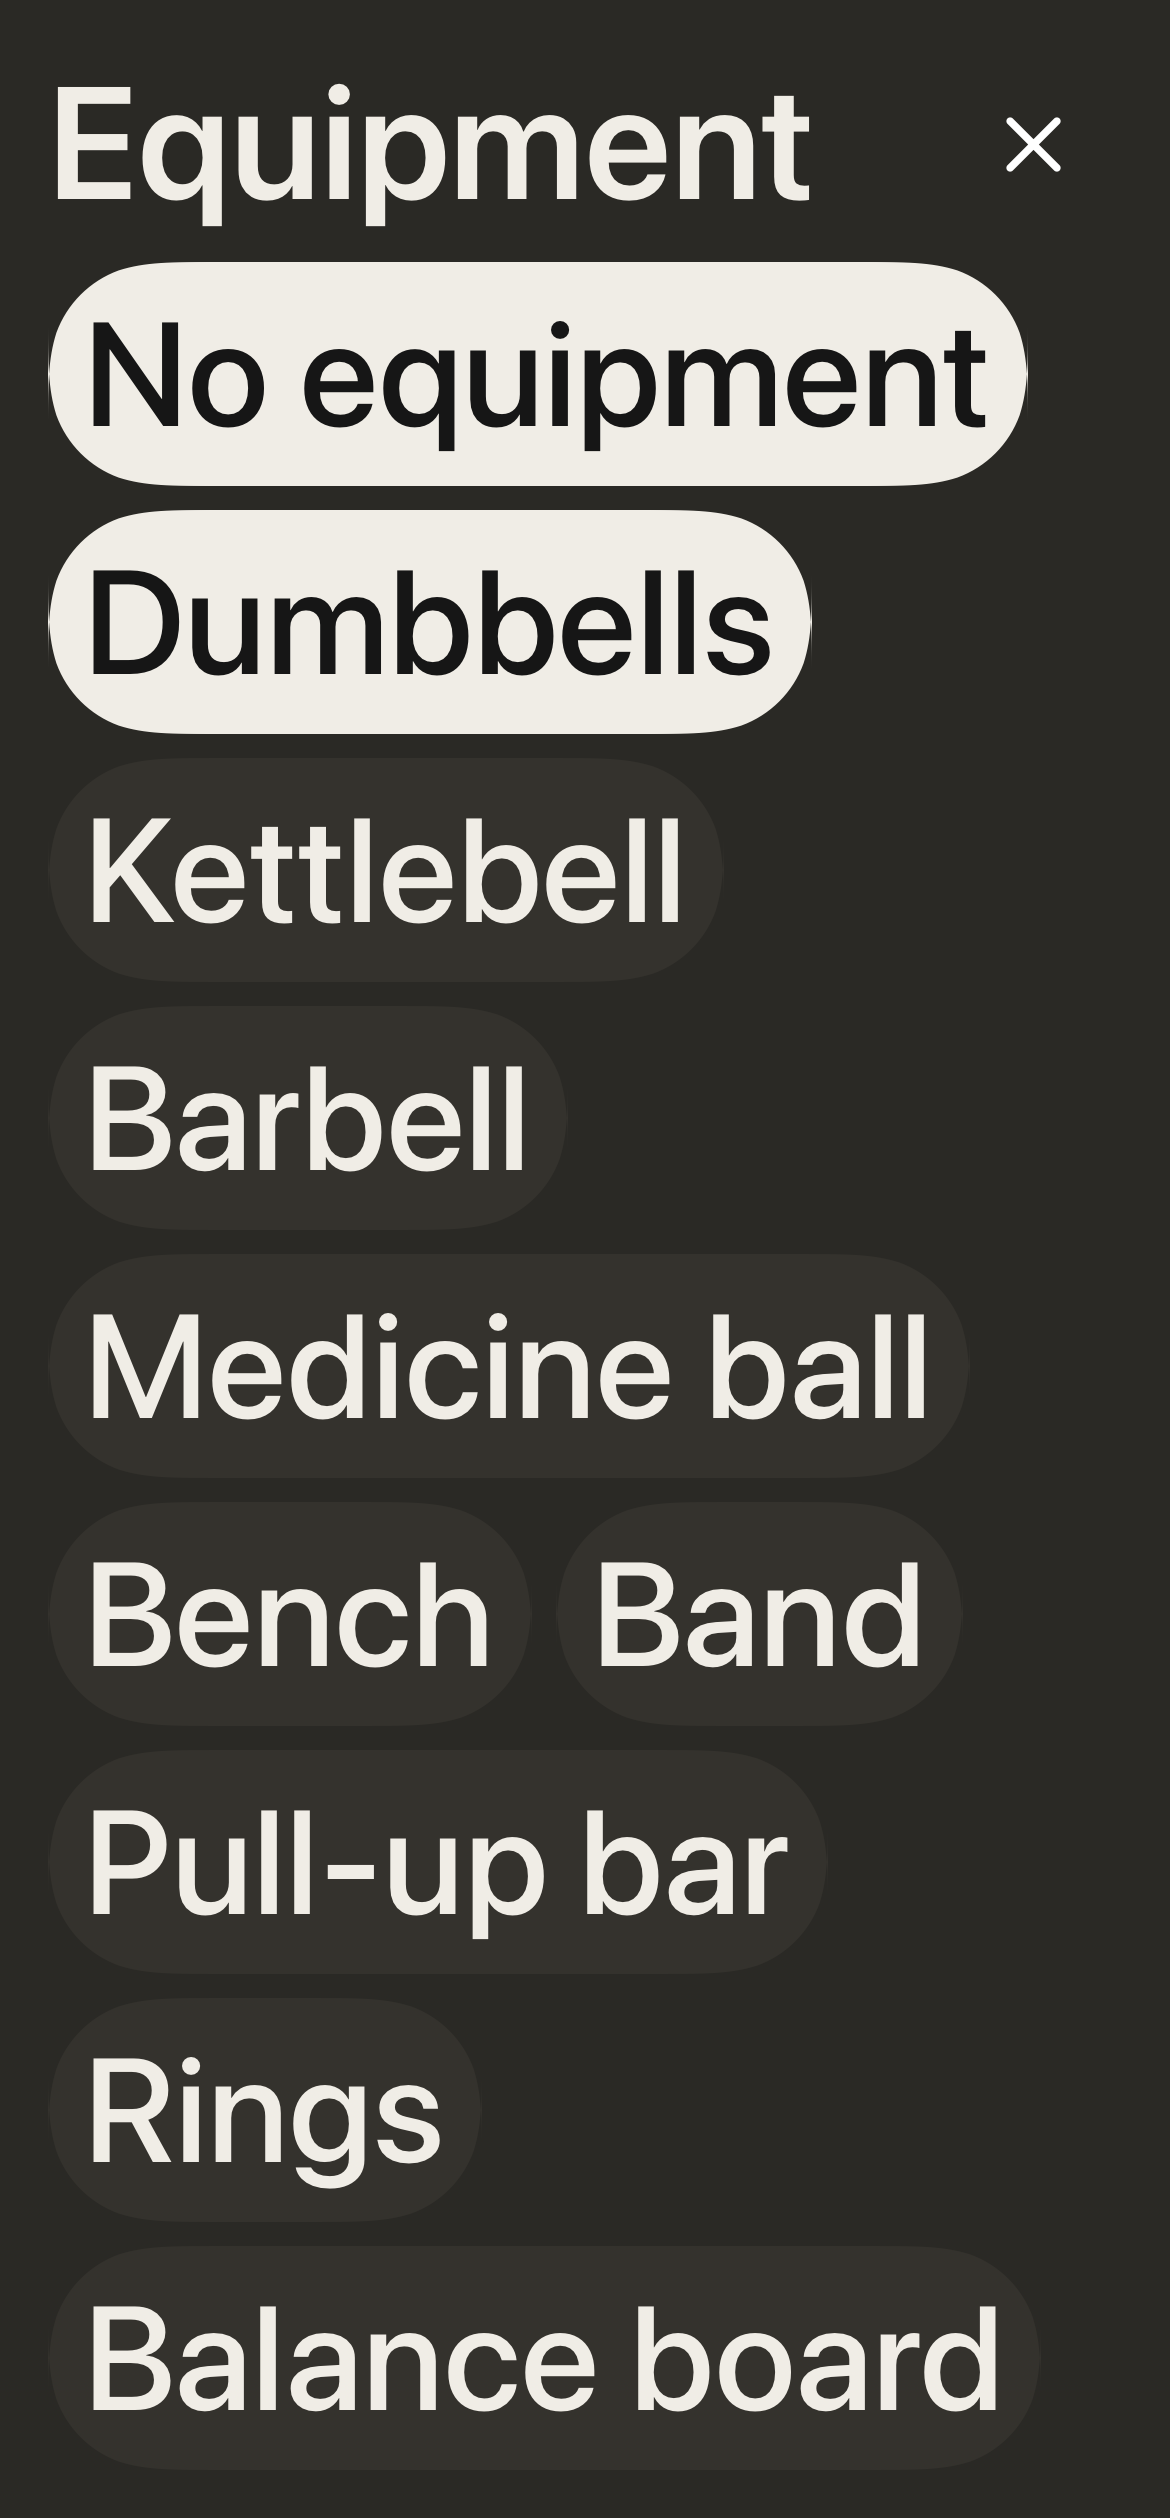 Equipment
No equipment
Dumbbells
Kettlebell
Barbell
Medicine ball
Bench Band
Pull-up bar
Rings
Balance board